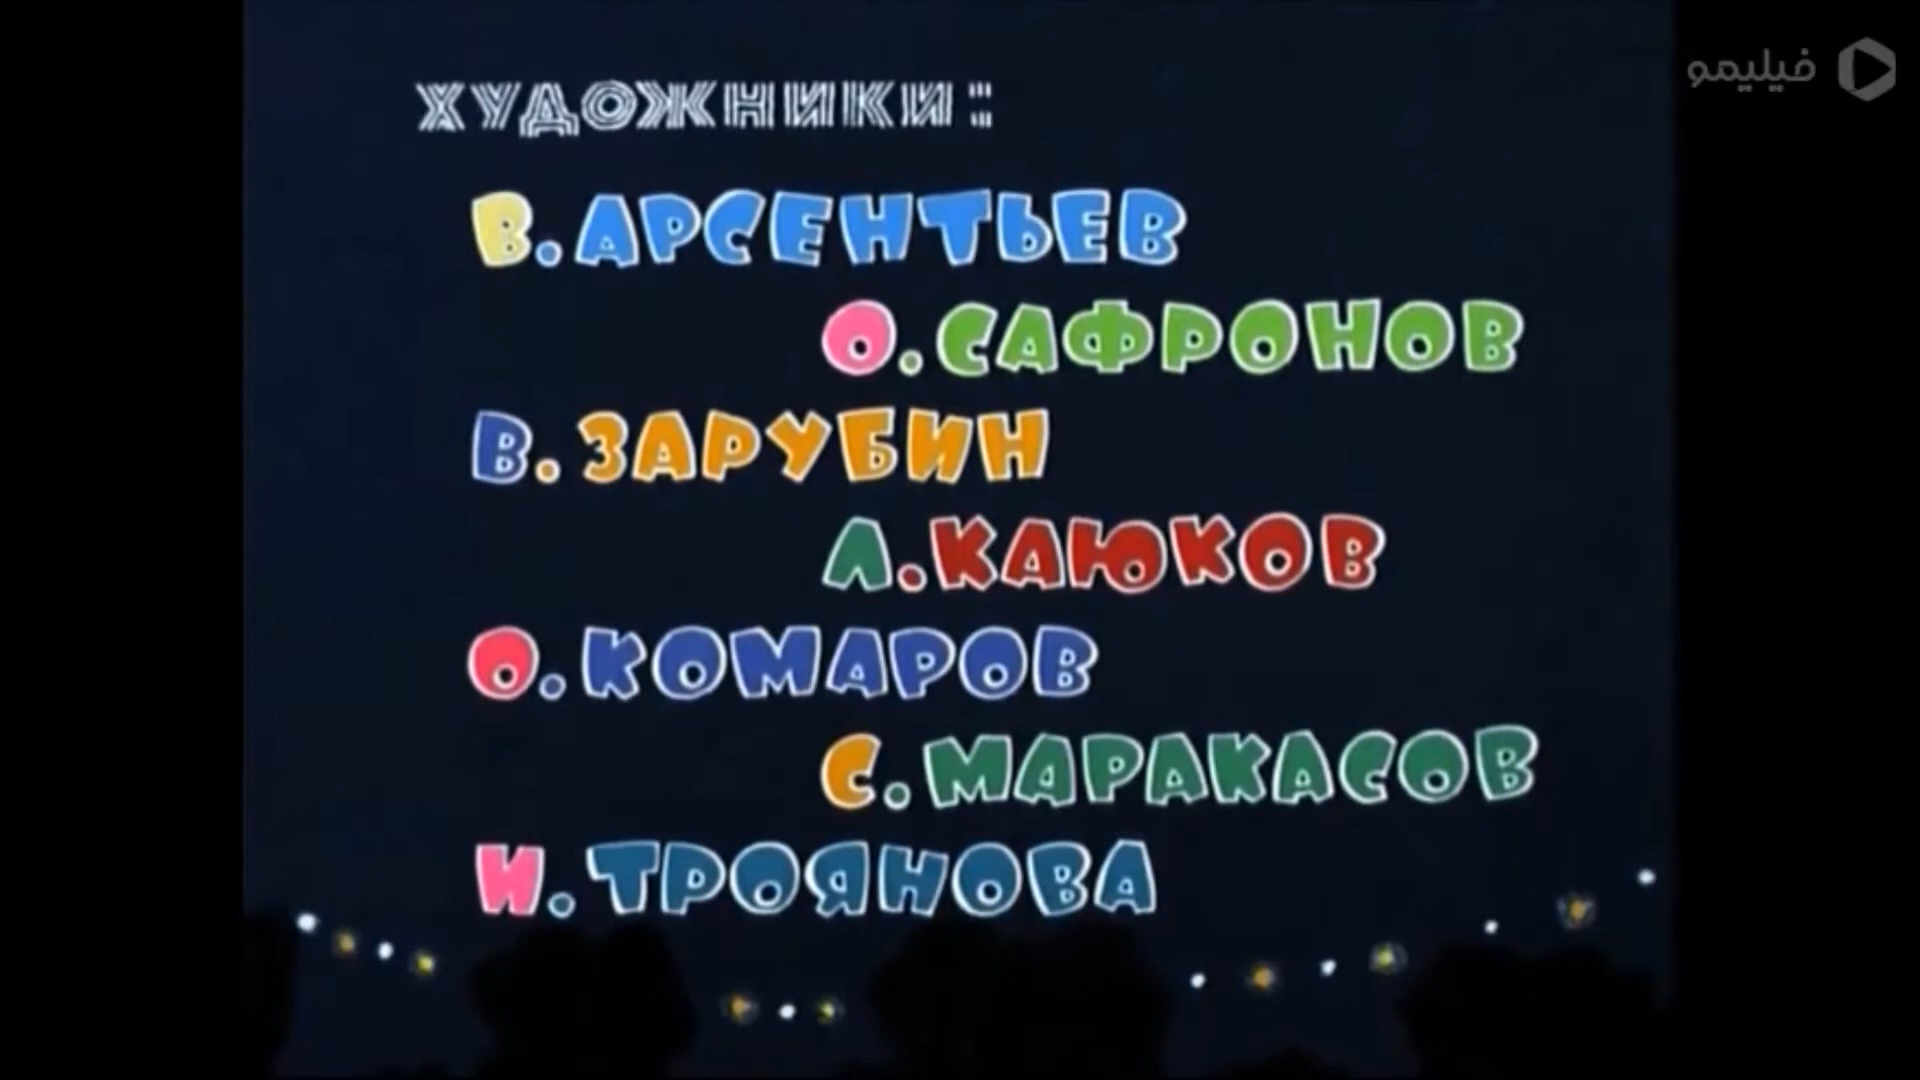 فیلیمو
ХУДОЖНИКИ:
В. АРСЕНТЬЕВ
О. САФРОНОВ
В. ЗАРУБИН
Л. КАЮКОВ
О. КОМАРОВ
С. МАРАКАСОВ
И. ТРОЯНОВА